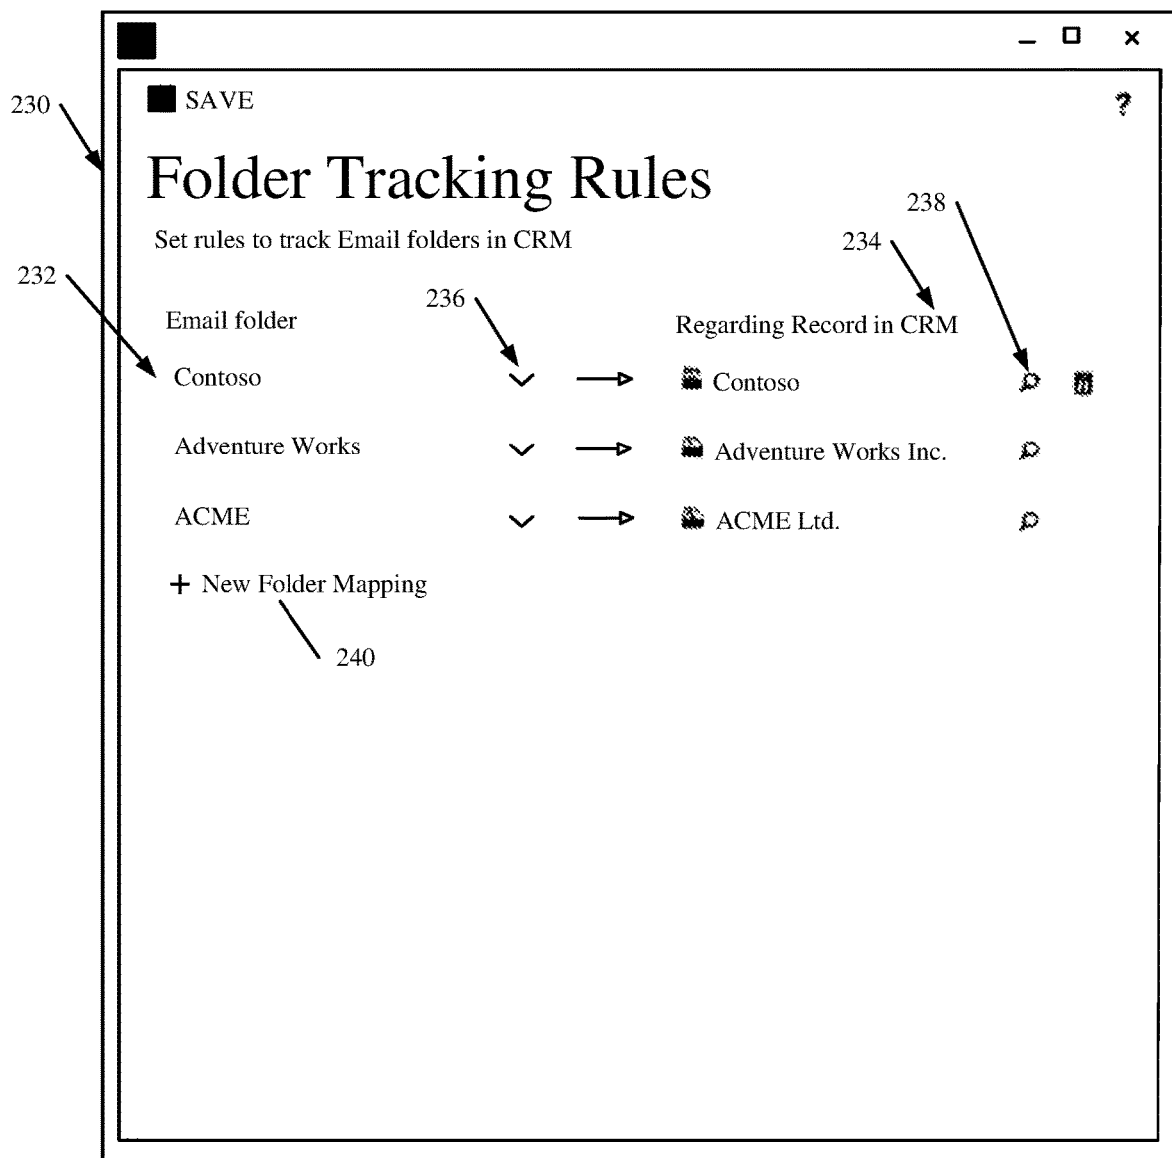 SAVE
?
230
Folder Tracking Rules
238
Set rules to track Email folders in CRM
234
232
236
Email folder
Regarding Record in CRM
Contoso
Contoso
Adventure Works
Adventure Works Inc.
ACME
ACME Ltd.
+ New Folder Mapping
240